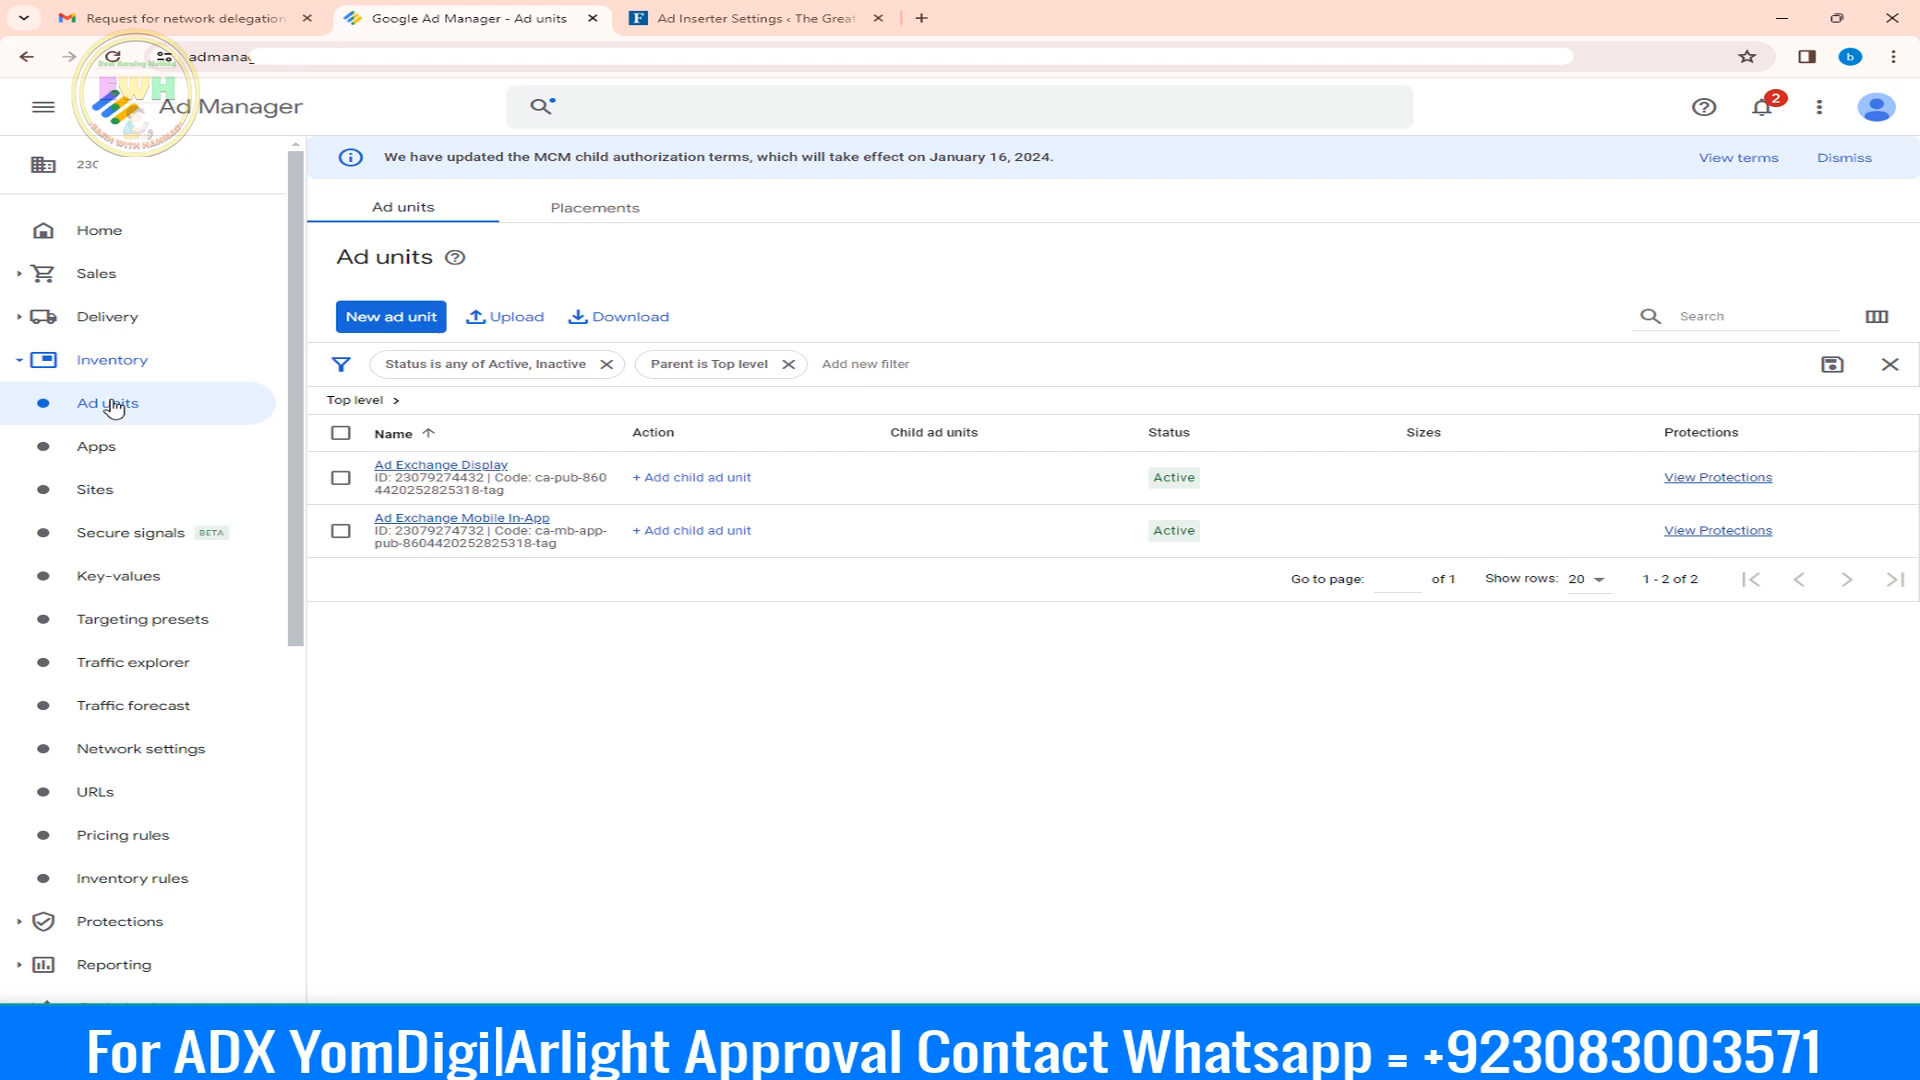 Request for network delegation
Google Ad Manager - Ad units
Ad Inserter Settings ‹ The Great
admanag
b
EWH
EARN WITH HAMMAD
Ad Manager
2
230
We have updated the MCM child authorization terms, which will take effect on January 16, 2024.
View terms
Dismiss
Home
Sales
Delivery
Inventory
Ad units
Apps
Sites
Secure signals BETA
Key-values
Targeting presets
Traffic explorer
Traffic forecast
Network settings
URLs
Pricing rules
Inventory rules
Protections
Reporting
Ad units
Placements
Ad units
New ad unit
Upload
Download
Search
Status is any of Active, Inactive
Parent is Top level
Add new filter
Top level
Name Action Child ad units Status Sizes Protections
Ad Exchange Display
ID: 23079274432 | Code: ca-pub-860
4420252825318-tag
+ Add child ad unit
Active
View Protections
Ad Exchange Mobile In-App
ID: 23079274732 | Code: ca-mb-app-
pub-8604420252825318-tag
+ Add child ad unit
Active
View Protections
Go to page: of 1 Show rows: 20 1 - 2 of 2
For ADX YomDigi|Arlight Approval Contact Whatsapp = +923083003571